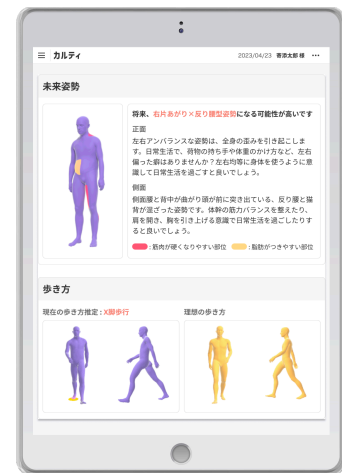 カルティ
2023/04/23 香添太郎 様 •••
未来姿勢
将来、右片あがり×反り腰型姿勢になる可能性が高いです
正面
左右アンバランスな姿勢は、全身の歪みを引き起こしま
す。日常生活で、荷物の持ち手や体重のかけ方など、左右
偏った癖はありませんか？左右均等に身体を使うように意
識して日常生活を過ごすと良いでしょう。
側面
側面腰と背中が曲がり頭が前に突き出ている、反り腰と猫
背が混ざった姿勢です。体幹の筋力バランスを整えたり、
肩を開き、胸を引き上げる意識で日常生活を過ごしたりす
ると良いでしょう。
: 筋肉が硬くなりやすい部位 : 脂肪がつきやすい部位
歩き方
現在の歩き方推定 : X脚歩行
理想の歩き方